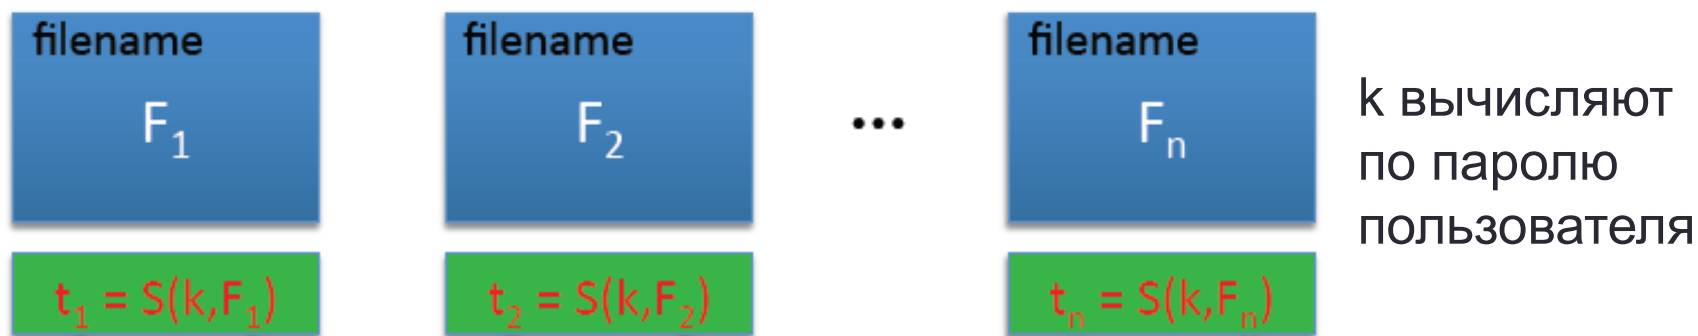 filename
F₁
t₁ = S(k,F₁)
filename
F₂
t₂ = S(k,F₂)
...
filename
Fₙ
tₙ = S(k,Fₙ)
k вычисляют
по паролю
пользователя